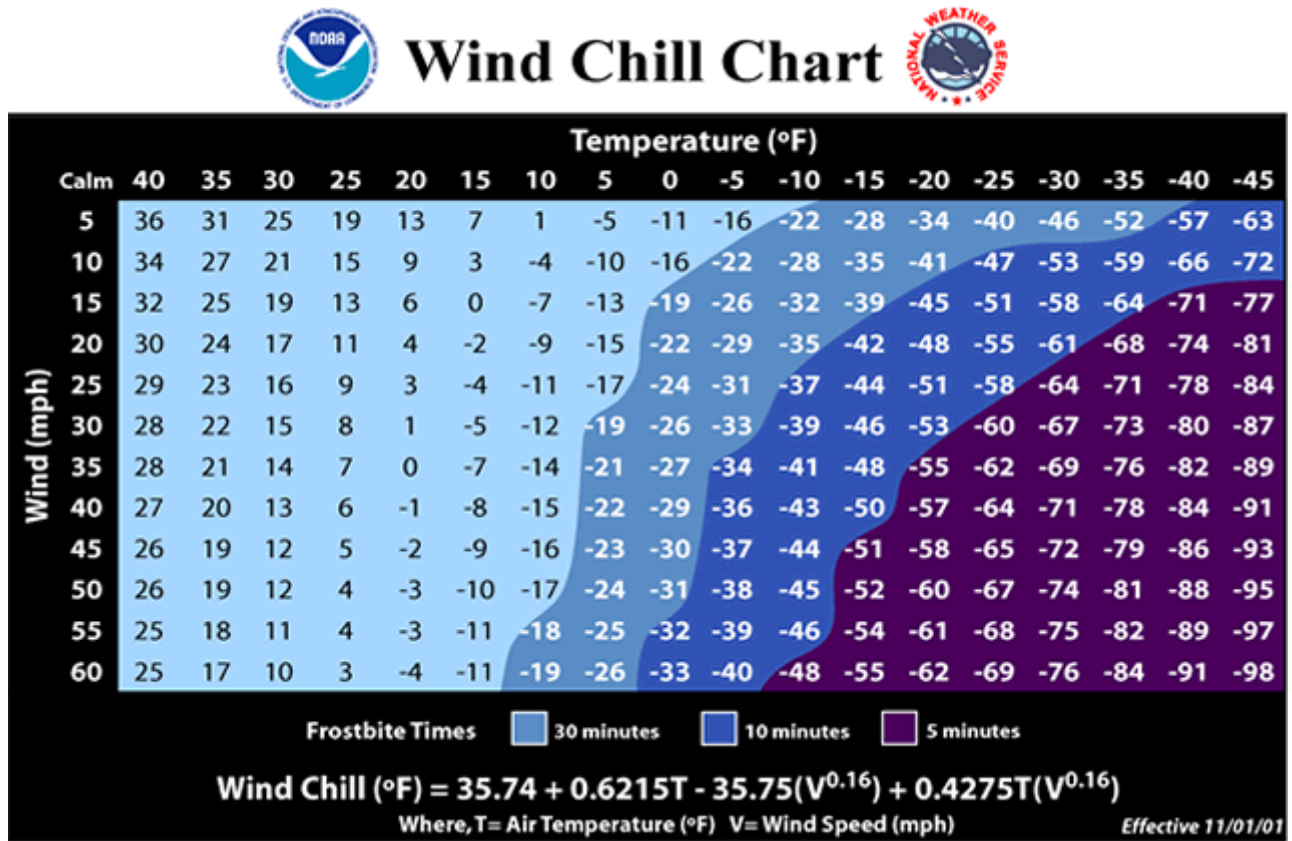 NATIONAL OCEANIC AND ATMOSPHERIC ADMINISTRATION
NOAA
U.S. DEPARTMENT OF COMMERCE
Wind Chill Chart
NATIONAL WEATHER SERVICE
Temperature (ºF)
Calm 40 35 30 25 20 15 10 5 0 -5 -10 -15 -20 -25 -30 -35 -40 -45
Wind (mph)
5 36 31 25 19 13 7 1 -5 -11 -16 -22 -28 -34 -40 -46 -52 -57 -63
10 34 27 21 15 9 3 -4 -10 -16 -22 -28 -35 -41 -47 -53 -59 -66 -72
15 32 25 19 13 6 0 -7 -13 -19 -26 -32 -39 -45 -51 -58 -64 -71 -77
20 30 24 17 11 4 -2 -9 -15 -22 -29 -35 -42 -48 -55 -61 -68 -74 -81
25 29 23 16 9 3 -4 -11 -17 -24 -31 -37 -44 -51 -58 -64 -71 -78 -84
30 28 22 15 8 1 -5 -12 -19 -26 -33 -39 -46 -53 -60 -67 -73 -80 -87
35 28 21 14 7 0 -7 -14 -21 -27 -34 -41 -48 -55 -62 -69 -76 -82 -89
40 27 20 13 6 -1 -8 -15 -22 -29 -36 -43 -50 -57 -64 -71 -78 -84 -91
45 26 19 12 5 -2 -9 -16 -23 -30 -37 -44 -51 -58 -65 -72 -79 -86 -93
50 26 19 12 4 -3 -10 -17 -24 -31 -38 -45 -52 -60 -67 -74 -81 -88 -95
55 25 18 11 4 -3 -11 -18 -25 -32 -39 -46 -54 -61 -68 -75 -82 -89 -97
60 25 17 10 3 -4 -11 -19 -26 -33 -40 -48 -55 -62 -69 -76 -84 -91 -98
Frostbite Times 30 minutes 10 minutes 5 minutes
Wind Chill (ºF) = 35.74 + 0.6215T - 35.75(V^0.16) + 0.4275T(V^0.16)
Where, T= Air Temperature (ºF) V= Wind Speed (mph)
Effective 11/01/01